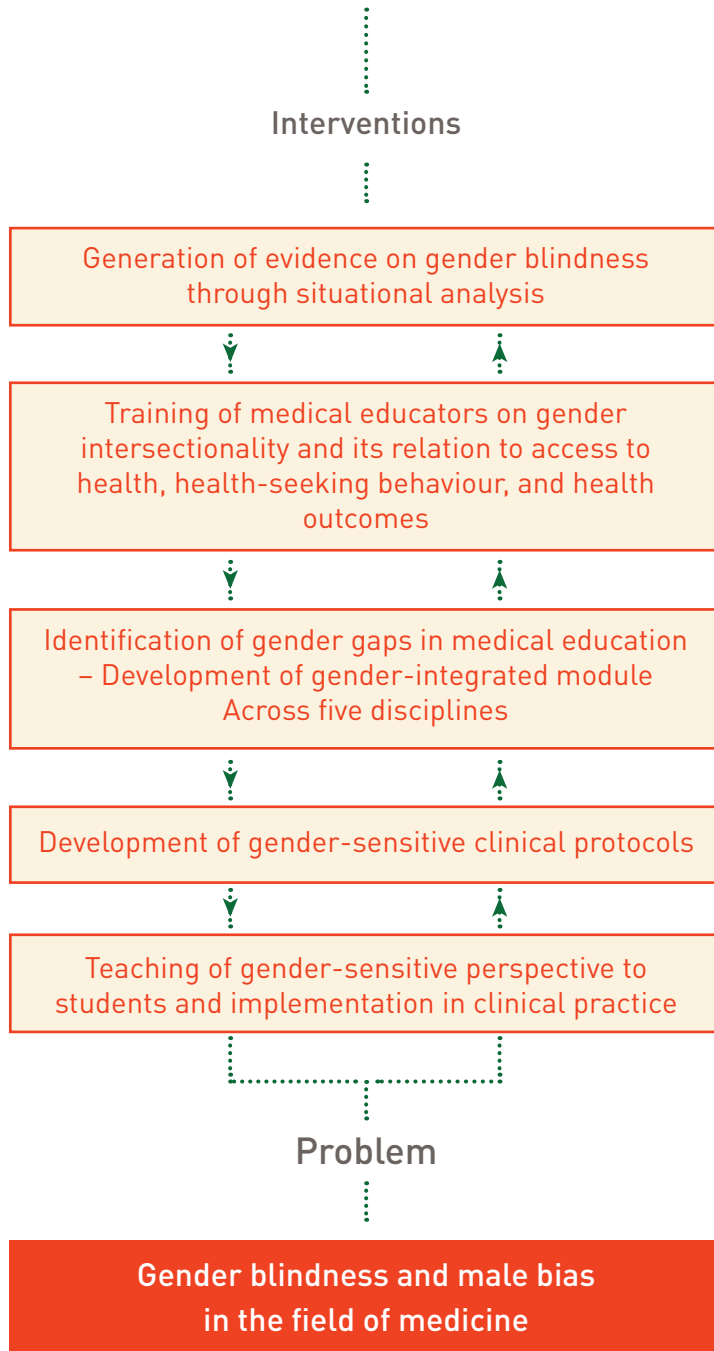 Interventions
Generation of evidence on gender blindness
through situational analysis
Training of medical educators on gender
intersectionality and its relation to access to
health, health-seeking behaviour, and health
outcomes
Identification of gender gaps in medical education
– Development of gender-integrated module
Across five disciplines
Development of gender-sensitive clinical protocols
Teaching of gender-sensitive perspective to
students and implementation in clinical practice
Problem
Gender blindness and male bias
in the field of medicine